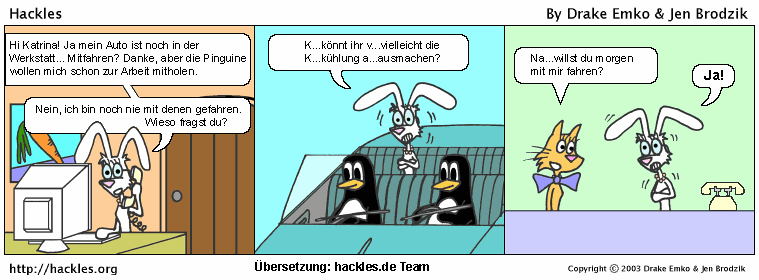 Hackles
By Drake Emko & Jen Brodzik
Hi Katrina! Ja mein Auto ist noch in der
Werkstatt... Mitfahren? Danke, aber die Pinguine
wollen mich schon zur Arbeit mitholen.
Nein, ich bin noch nie mit denen gefahren.
Wieso fragst du?
K...könnt ihr v...vielleicht die
K...kühlung a...ausmachen?
Na...willst du morgen
mit mir fahren?
Ja!
http://hackles.org
Übersetzung: hackles.de Team
Copyright © 2003 Drake Emko & Jen Brodzik